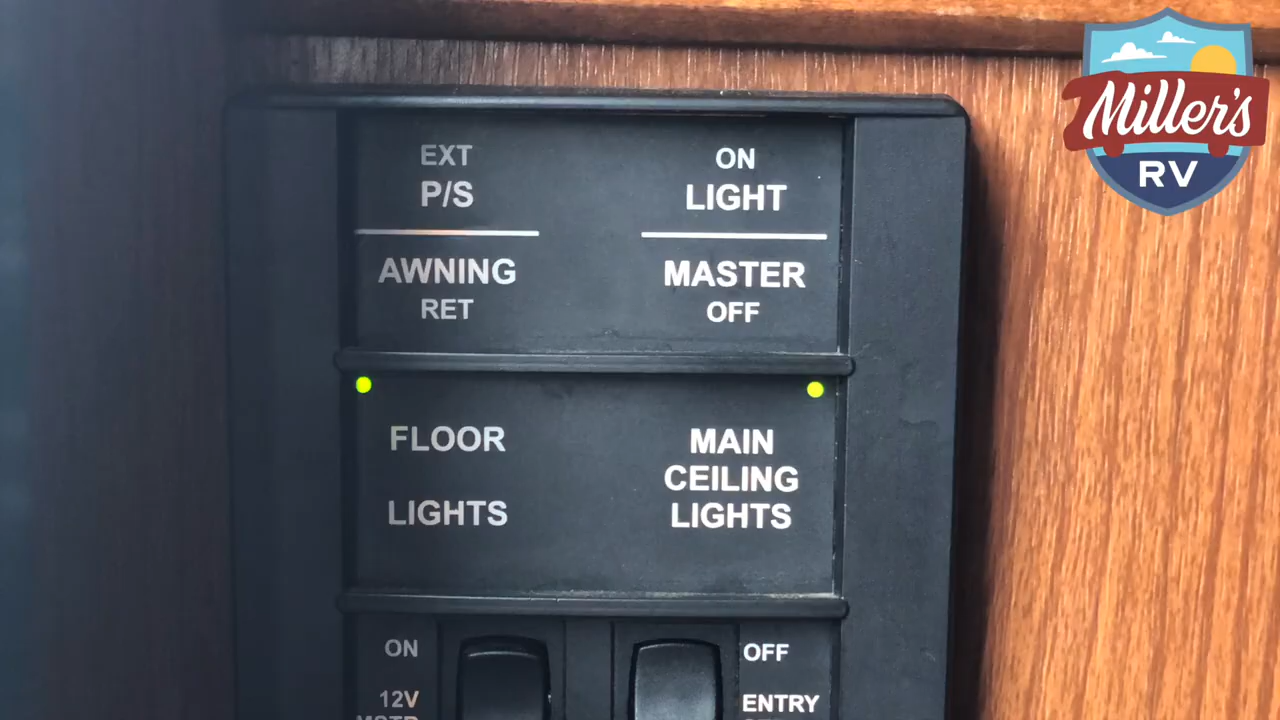 EXT
P/S
AWNING
RET
ON
LIGHT
MASTER
OFF
FLOOR
LIGHTS
MAIN
CEILING
LIGHTS
ON
12V
OFF
ENTRY
Miller's
RV